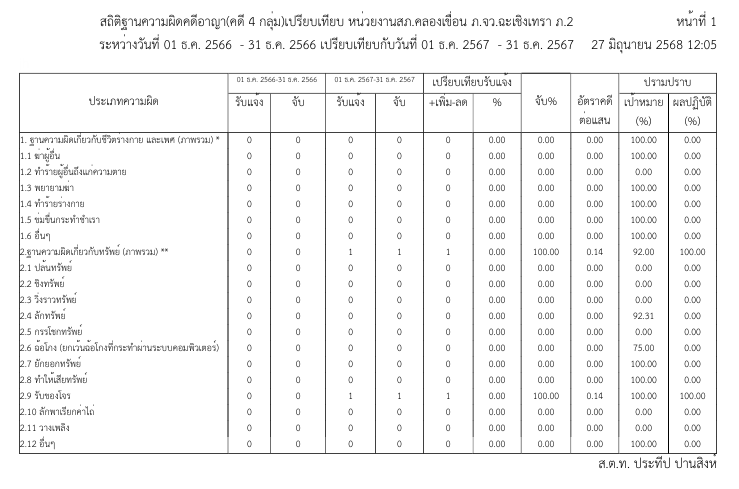 สถิติฐานความผิดคดีอาญา(คดี 4 กลุ่ม)เปรียบเทียบ หน่วยงานสภ.คลองเขื่อน ภ.จว.ฉะเชิงเทรา ภ.2 หน้าที่ 1
ระหว่างวันที่ 01 ธ.ค. 2566 - 31 ธ.ค. 2566 เปรียบเทียบกับวันที่ 01 ธ.ค. 2567 - 31 ธ.ค. 2567 27 มิถุนายน 2568 12:05
01 ธ.ค. 2566-31 ธ.ค. 2566 01 ธ.ค. 2567-31 ธ.ค. 2567 เปรียบเทียบรับแจ้ง ปรามปราบ
ประเภทความผิด รับแจ้ง จับ รับแจ้ง จับ +เพิ่ม-ลด % จับ% อัตราคดี เป้าหมาย ผลปฏิบัติ
ต่อแสน (%) (%)
1. ฐานความผิดเกี่ยวกับชีวิตร่างกาย และเพศ (ภาพรวม) * 0 0 0 0 0 0.00 0.00 0.00 100.00 0.00
1.1 ฆ่าผู้อื่น 0 0 0 0 0 0.00 0.00 0.00 100.00 0.00
1.2 ทำร้ายผู้อื่นถึงแก่ความตาย 0 0 0 0 0 0.00 0.00 0.00 0.00 0.00
1.3 พยายามฆ่า 0 0 0 0 0 0.00 0.00 0.00 100.00 0.00
1.4 ทำร้ายร่างกาย 0 0 0 0 0 0.00 0.00 0.00 100.00 0.00
1.5 ข่มขืนกระทำชำเรา 0 0 0 0 0 0.00 0.00 0.00 100.00 0.00
1.6 อื่นๆ 0 0 0 0 0 0.00 0.00 0.00 100.00 0.00
2.ฐานความผิดเกี่ยวกับทรัพย์ (ภาพรวม) ** 0 0 1 1 1 0.00 100.00 0.14 92.00 100.00
2.1 ปล้นทรัพย์ 0 0 0 0 0 0.00 0.00 0.00 0.00 0.00
2.2 ชิงทรัพย์ 0 0 0 0 0 0.00 0.00 0.00 0.00 0.00
2.3 วิ่งราวทรัพย์ 0 0 0 0 0 0.00 0.00 0.00 0.00 0.00
2.4 ลักทรัพย์ 0 0 0 0 0 0.00 0.00 0.00 92.31 0.00
2.5 กรรโชกทรัพย์ 0 0 0 0 0 0.00 0.00 0.00 0.00 0.00
2.6 ฉ้อโกง (ยกเว้นฉ้อโกงที่กระทำผ่านระบบคอมพิวเตอร์) 0 0 0 0 0 0.00 0.00 0.00 75.00 0.00
2.7 ยักยอกทรัพย์ 0 0 0 0 0 0.00 0.00 0.00 100.00 0.00
2.8 ทำให้เสียทรัพย์ 0 0 0 0 0 0.00 0.00 0.00 100.00 0.00
2.9 รับของโจร 0 0 1 1 1 0.00 100.00 0.14 100.00 100.00
2.10 ลักพาเรียกค่าไถ่ 0 0 0 0 0 0.00 0.00 0.00 0.00 0.00
2.11 วางเพลิง 0 0 0 0 0 0.00 0.00 0.00 0.00 0.00
2.12 อื่นๆ 0 0 0 0 0 0.00 0.00 0.00 100.00 0.00
ส.ต.ท. ประทีป ปานสิงห์